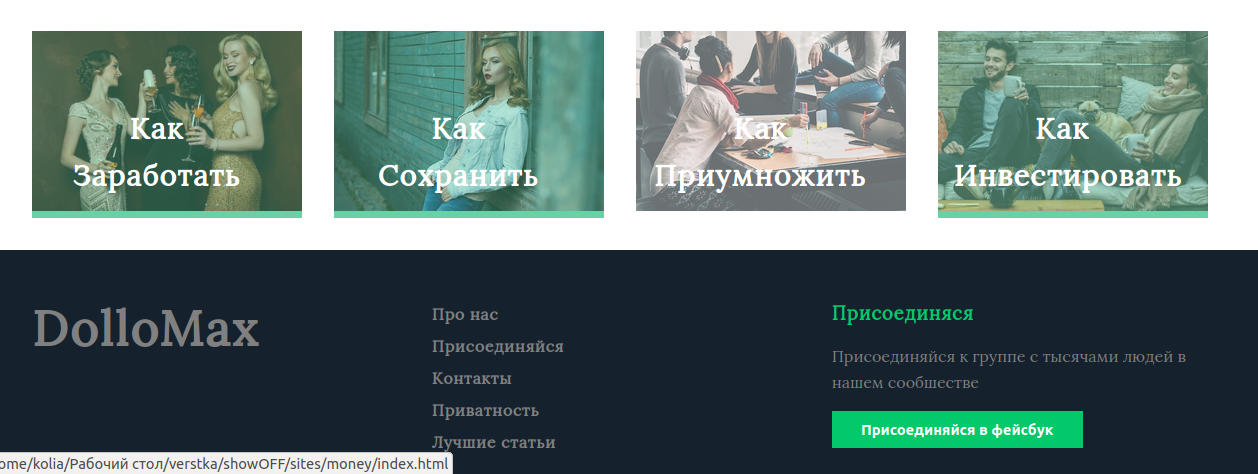 Как
Заработать
Как
Сохранить
Как
Приумножить
Как
Инвестировать
DolloMax
Про нас
Присоединяйся
Контакты
Приватность
Лучшие статьи
Присоединяся
Присоединяйся к группе с тысячами людей в
нашем сообшестве
Присоединяйся в фейсбук
ome/kolia/Рабочий стол/verstka/showOFF/sites/money/index.html